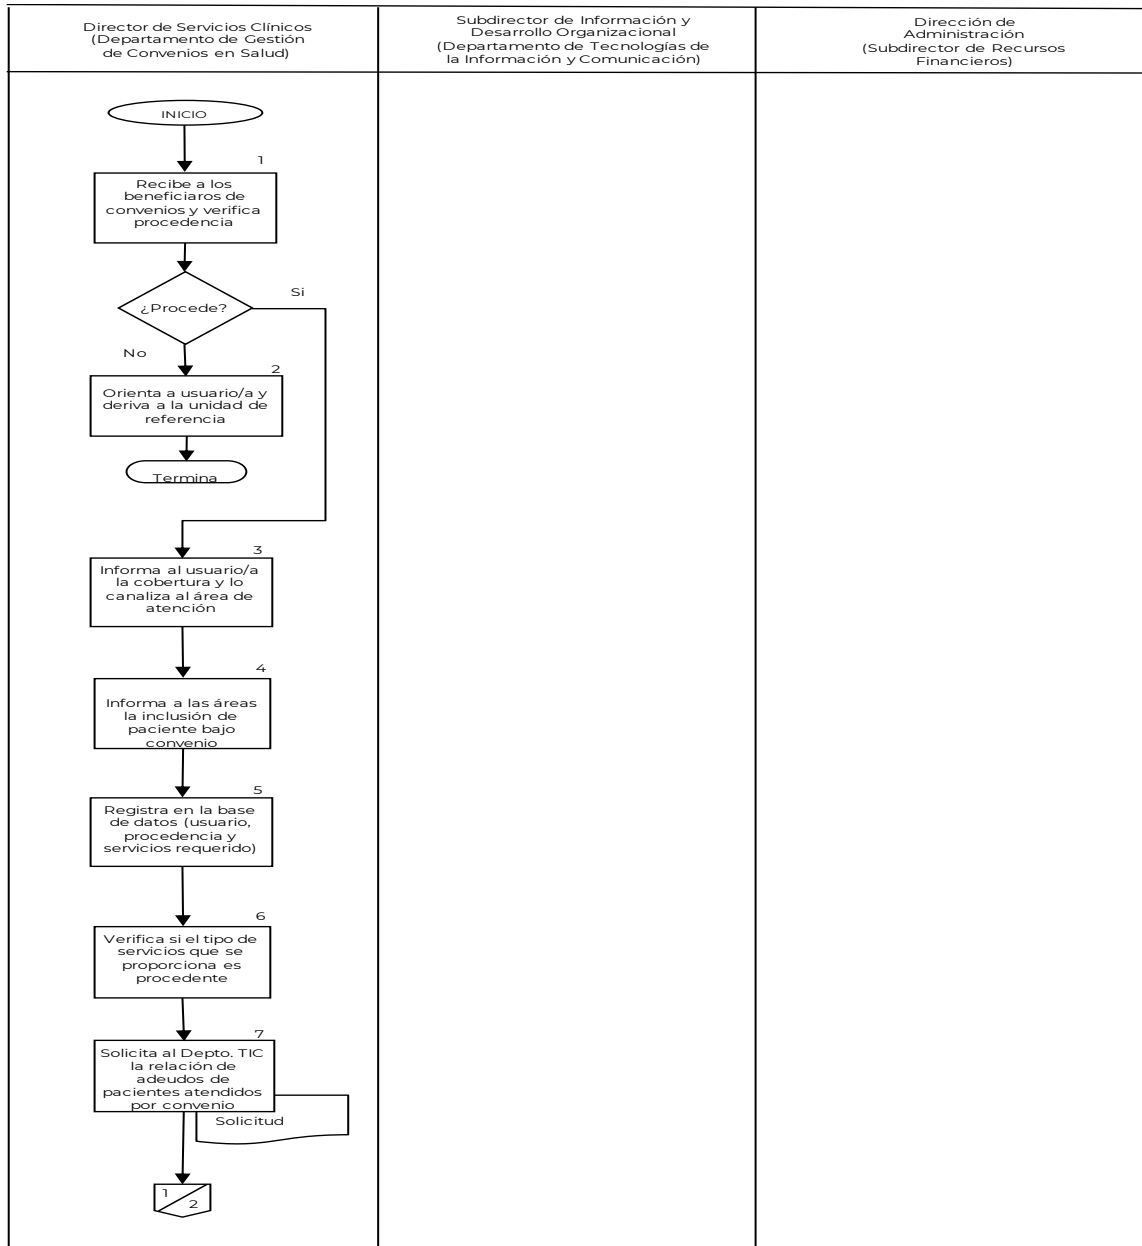 Director de Servicios Clínicos
(Departamento de Gestión
de Convenios en Salud)
Subdirector de Información y
Desarrollo Organizacional
(Departamento de Tecnologías de
la Información y Comunicación)
Dirección de
Administración
(Subdirector de Recursos
Financieros)
INICIO
1
Recibe a los
beneficiaros de
convenios y verifica
procedencia
¿Procede?
Si
No
2
Orienta a usuario/a y
deriva a la unidad de
referencia
Termina
3
Informa al usuario/a
la cobertura y lo
canaliza al área de
atención
4
Informa a las áreas
la inclusión de
paciente bajo
convenio
5
Registra en la base
de datos (usuario,
procedencia y
servicios requerido)
6
Verifica si el tipo de
servicios que se
proporciona es
procedente
7
Solicita al Depto. TIC
la relación de
adeudos de
pacientes atendidos
por convenio
Solicitud
1
2